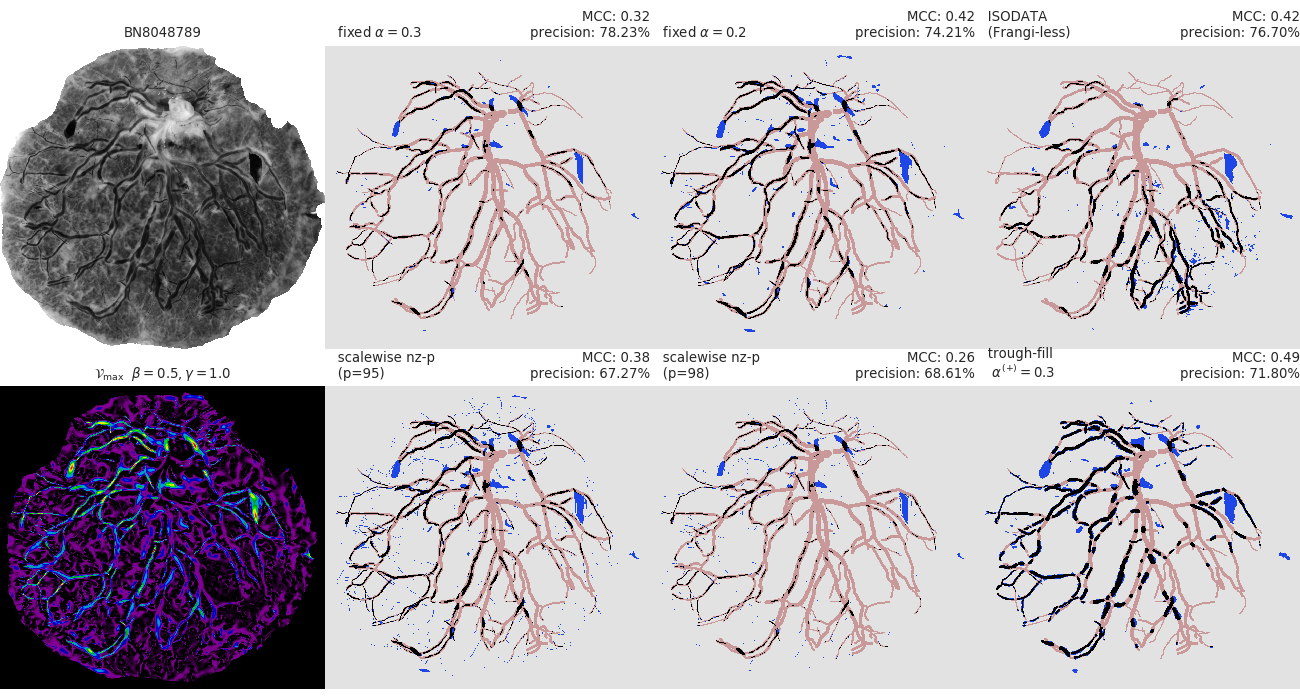 BN8048789
fixed α = 0.3
MCC: 0.32
precision: 78.23%
fixed α = 0.2
MCC: 0.42
precision: 74.21%
ISODATA
(Frangi-less)
MCC: 0.42
precision: 76.70%
𝒱max β = 0.5, γ = 1.0
scalewise nz-p
(p=95)
MCC: 0.38
precision: 67.27%
scalewise nz-p
(p=98)
MCC: 0.26
precision: 68.61%
trough-fill
α(+) = 0.3
MCC: 0.49
precision: 71.80%